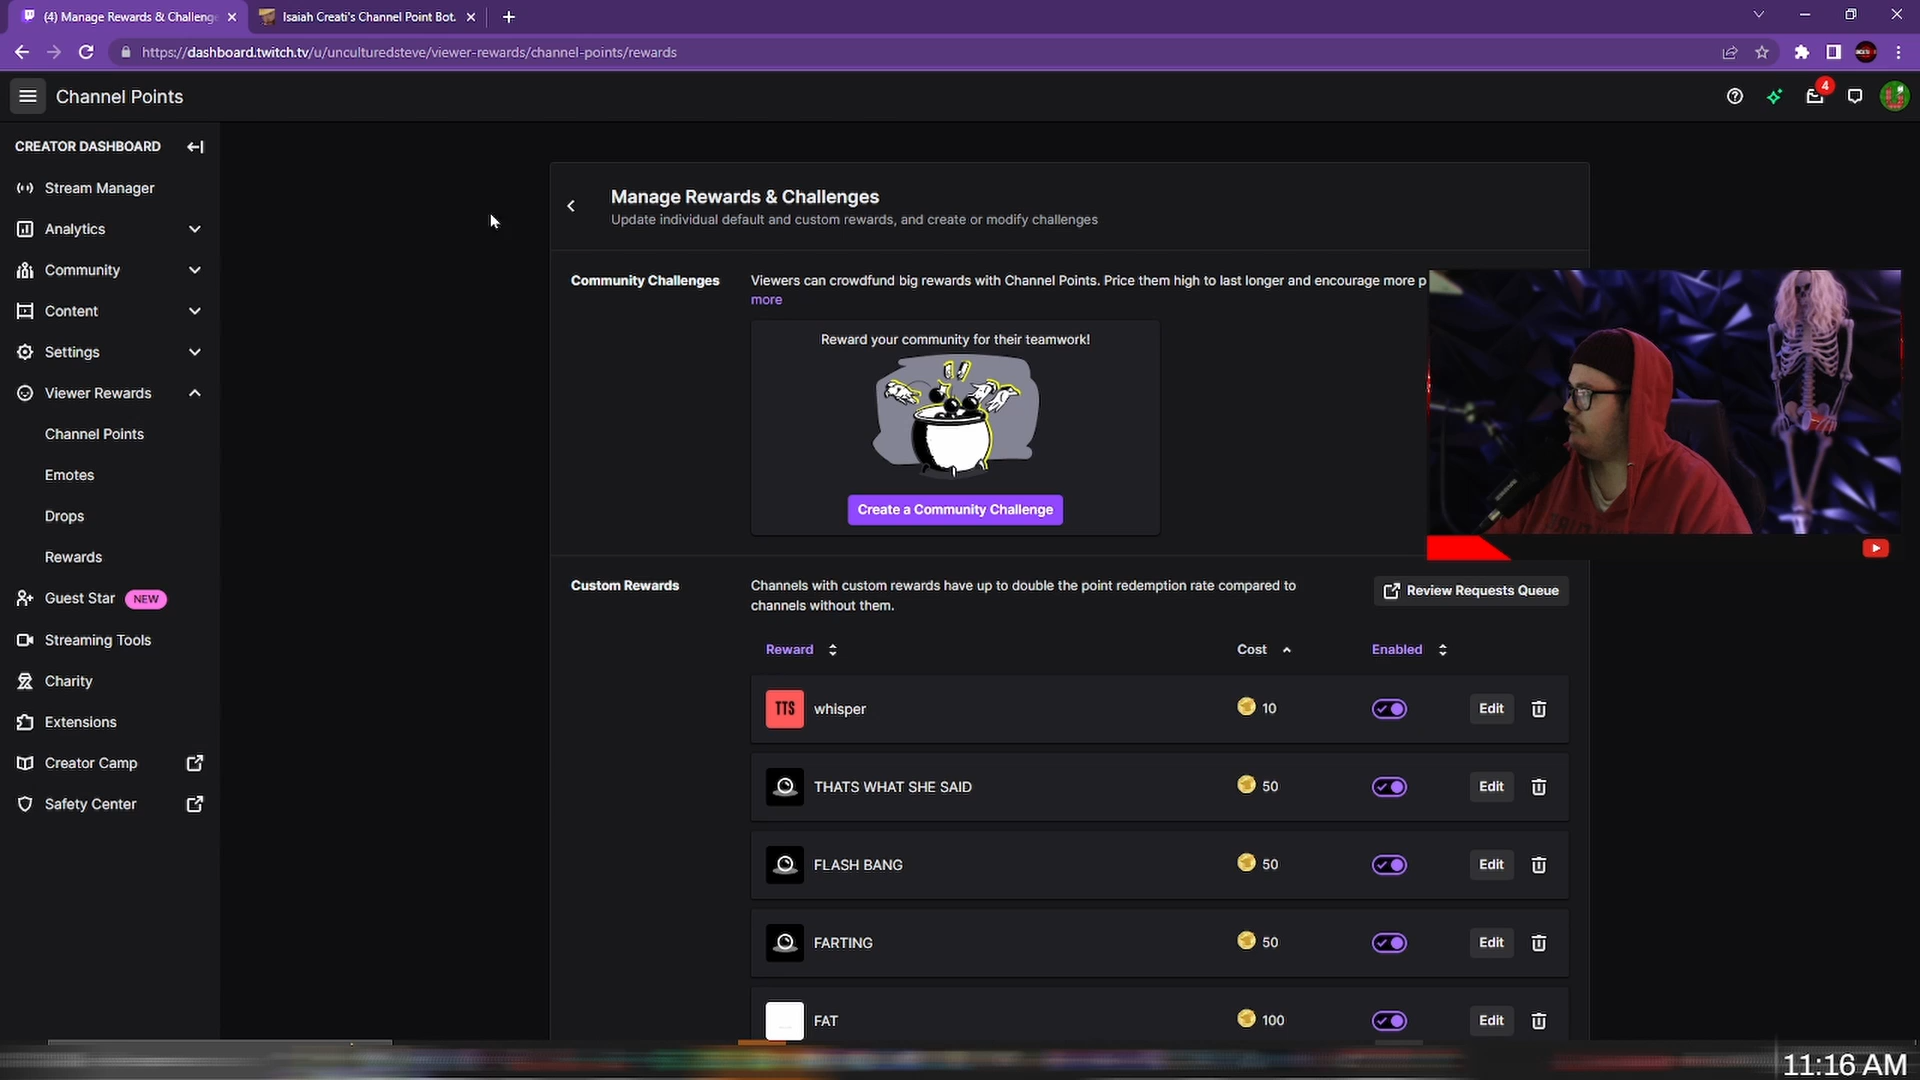 (4) Manage Rewards & Challenge
Isaiah Creati's Channel Point Bot.
https://dashboard.twitch.tv/u/unculturedsteve/viewer-rewards/channel-points/rewards
Channel Points
4
CREATOR DASHBOARD
Stream Manager
Analytics
Community
Content
Settings
Viewer Rewards
Channel Points
Emotes
Drops
Rewards
Guest Star NEW
Streaming Tools
Charity
Extensions
Creator Camp
Safety Center
Manage Rewards & Challenges
Update individual default and custom rewards, and create or modify challenges
Community Challenges
Viewers can crowdfund big rewards with Channel Points. Price them high to last longer and encourage more p
more
Reward your community for their teamwork!
Create a Community Challenge
Custom Rewards
Channels with custom rewards have up to double the point redemption rate compared to
channels without them.
Review Requests Queue
Reward Cost Enabled
TTS whisper 10 Edit
THATS WHAT SHE SAID 50 Edit
FLASH BANG 50 Edit
FARTING 50 Edit
FAT 100 Edit
11:16 AM